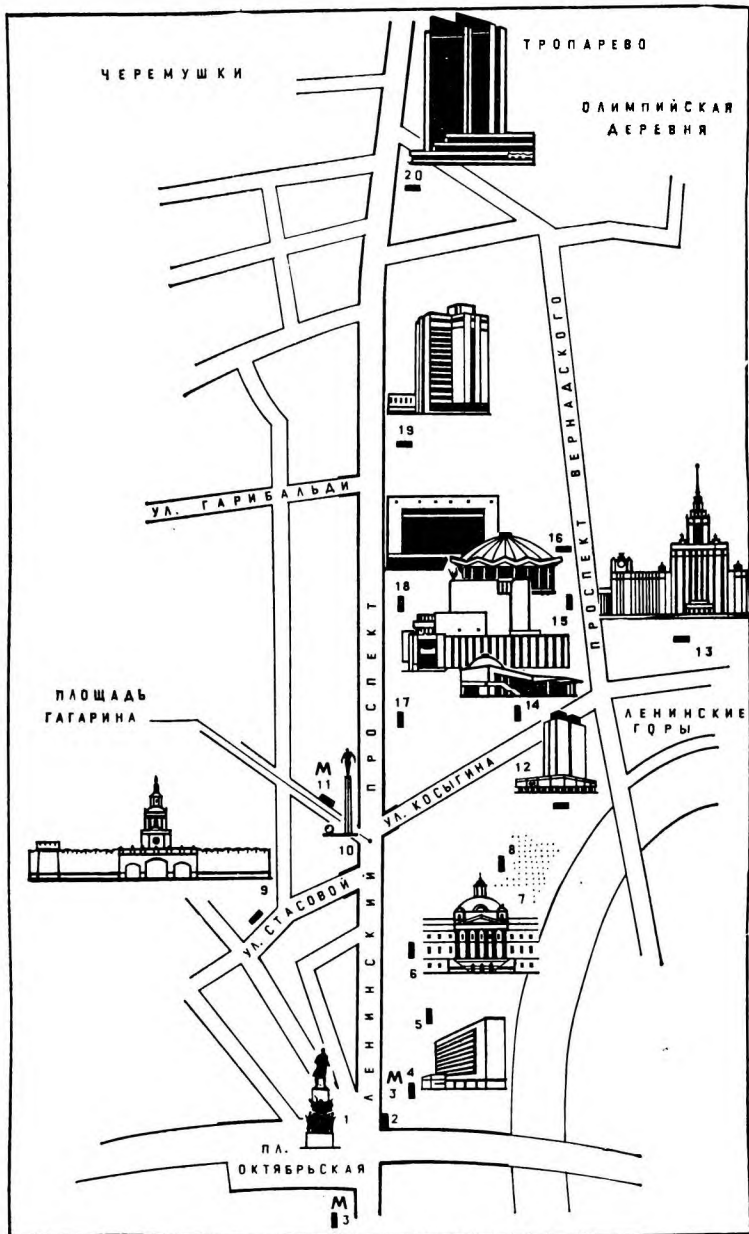 ТРОПАРЕВО
ЧЕРЕМУШКИ
ОЛИМПИЙСКАЯ
ДЕРЕВНЯ
20
19
ПРОСПЕКТ ВЕРНАДСКОГО
УЛ. ГАРИБАЛЬДИ
16
18
15
13
ПЛОЩАДЬ
ГАГАРИНА
17
14
ЛЕНИНСКИЕ
ГОРЫ
М
11
12
УЛ. КОСЫГИНА
10
8
7
9
УЛ. СТАСОВОЙ
6
5
ЛЕНИНСКИЙ ПРОСПЕКТ
М
4
3
1
2
ПЛ.
ОКТЯБРЬСКАЯ
М
3